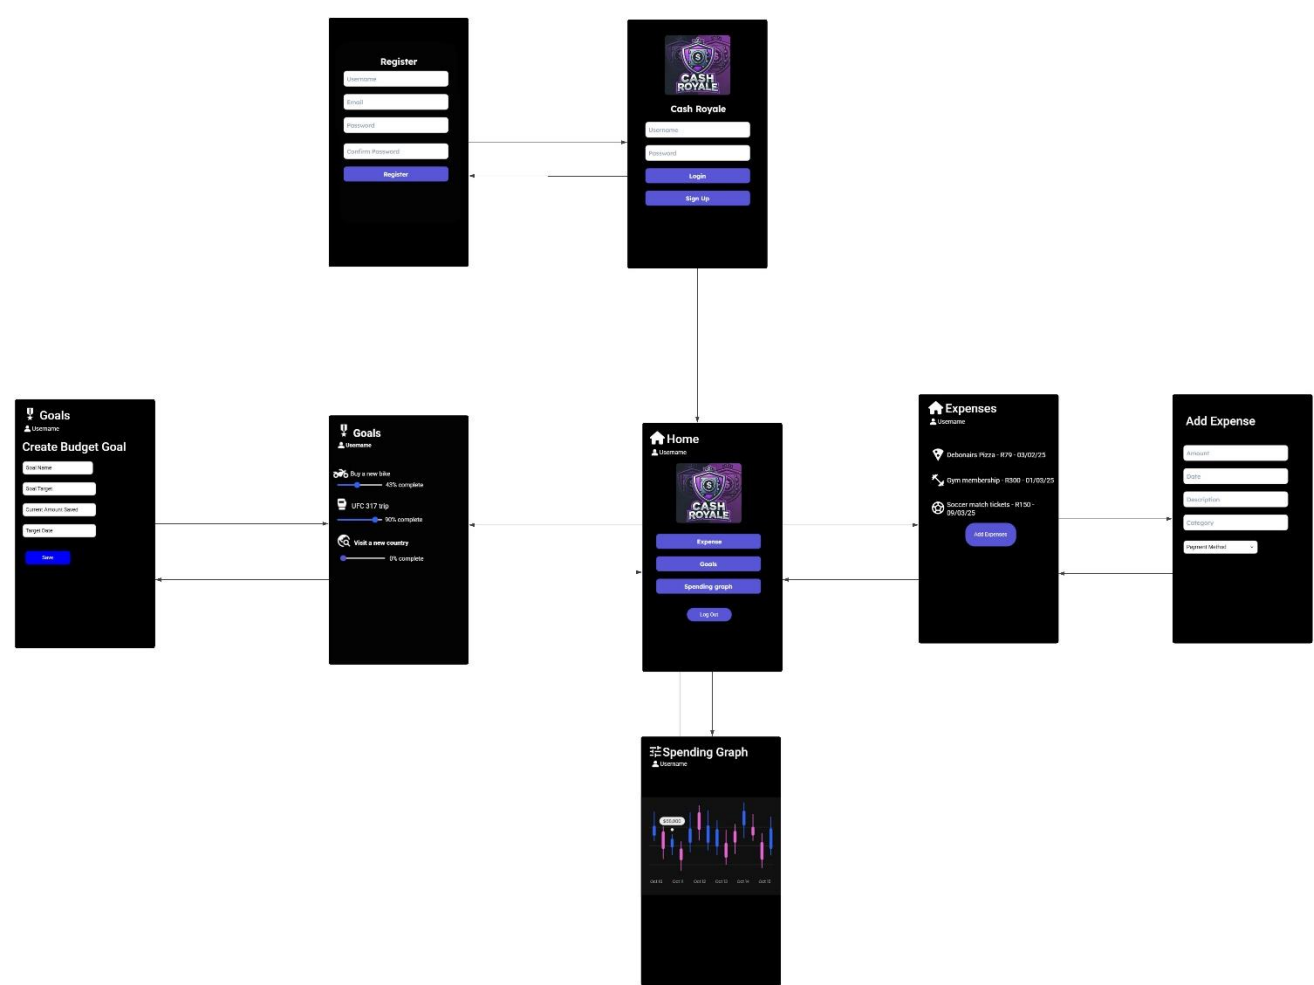 Register
Username
Email
Password
Confirm Password
Register
CASH
ROYALE
Cash Royale
Username
Password
Login
Sign Up
Goals
Username
Create Budget Goal
Goal Name
Goal Target
Current Amount Saved
Target Date
Save
Goals
Username
Buy a new bike
43% complete
UFC 317 trip
90% complete
Visit a new country
0% complete
Home
Username
CASH
ROYALE
Expense
Goals
Spending graph
Log Out
Expenses
Username
Debonairs Pizza - R79 - 03/02/25
Gym membership - R300 - 01/03/25
Soccer match tickets - R150 -
09/03/25
Add Expenses
Add Expense
Amount
Date
Description
Category
Payment Method
Spending Graph
Username